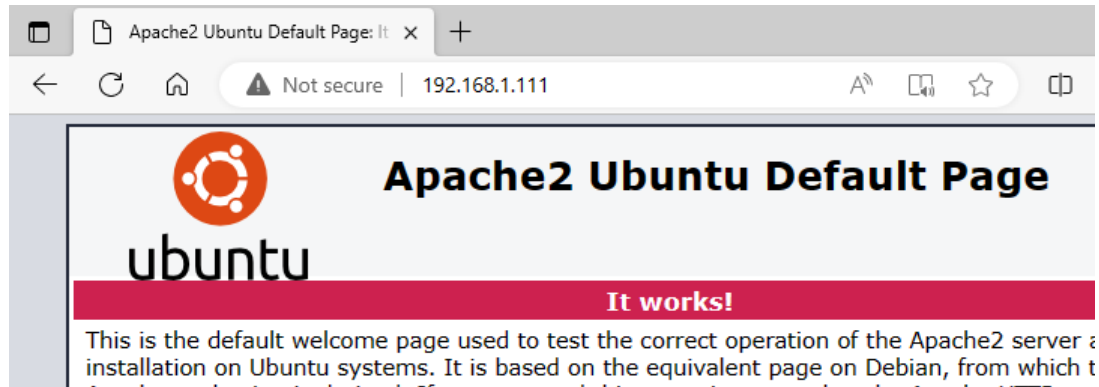 Apache2 Ubuntu Default Page: It
Not secure | 192.168.1.111
Apache2 Ubuntu Default Page
ubuntu
It works!
This is the default welcome page used to test the correct operation of the Apache2 server
installation on Ubuntu systems. It is based on the equivalent page on Debian, from which